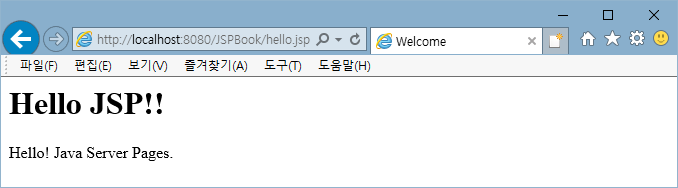 http://localhost:8080/JSPBook/hello.jsp
Welcome
파일(F) 편집(E) 보기(V) 즐겨찾기(A) 도구(T) 도움말(H)
Hello JSP!!
Hello! Java Server Pages.